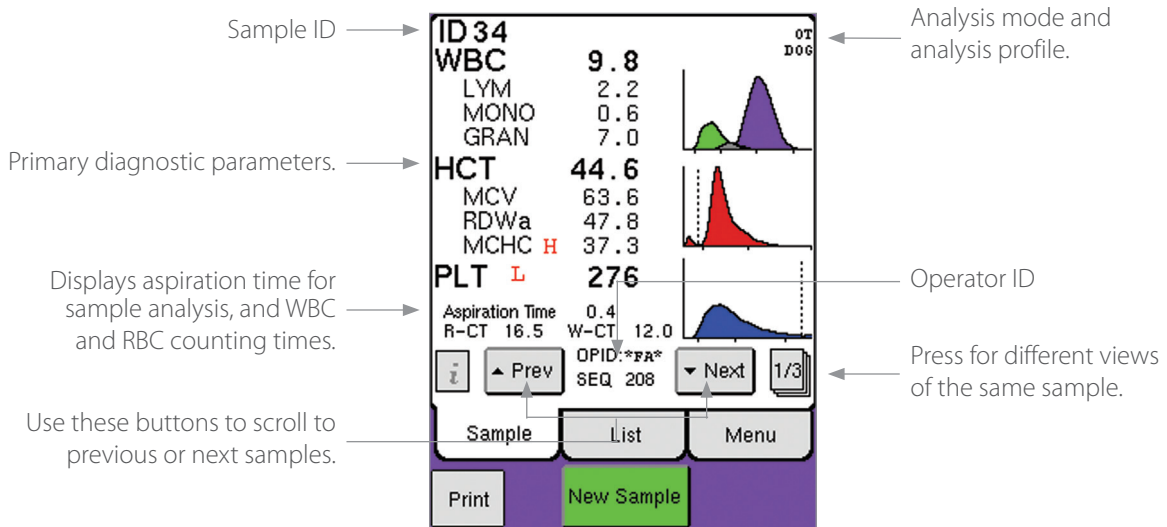 Sample ID
ID 34
OT
DOG
Analysis mode and
analysis profile.
WBC 9.8
LYM 2.2
MONO 0.6
GRAN 7.0
Primary diagnostic parameters.
HCT 44.6
MCV 63.6
RDWa 47.8
MCHC H 37.3
Displays aspiration time for
sample analysis, and WBC
and RBC counting times.
PLT L 276
Operator ID
Aspiration Time 0.4
R-CT 16.5 W-CT 12.0
i
▲ Prev
OPID:*FA*
SEQ 208
▼ Next
1/3
Press for different views
of the same sample.
Use these buttons to scroll to
previous or next samples.
Sample List Menu
Print New Sample